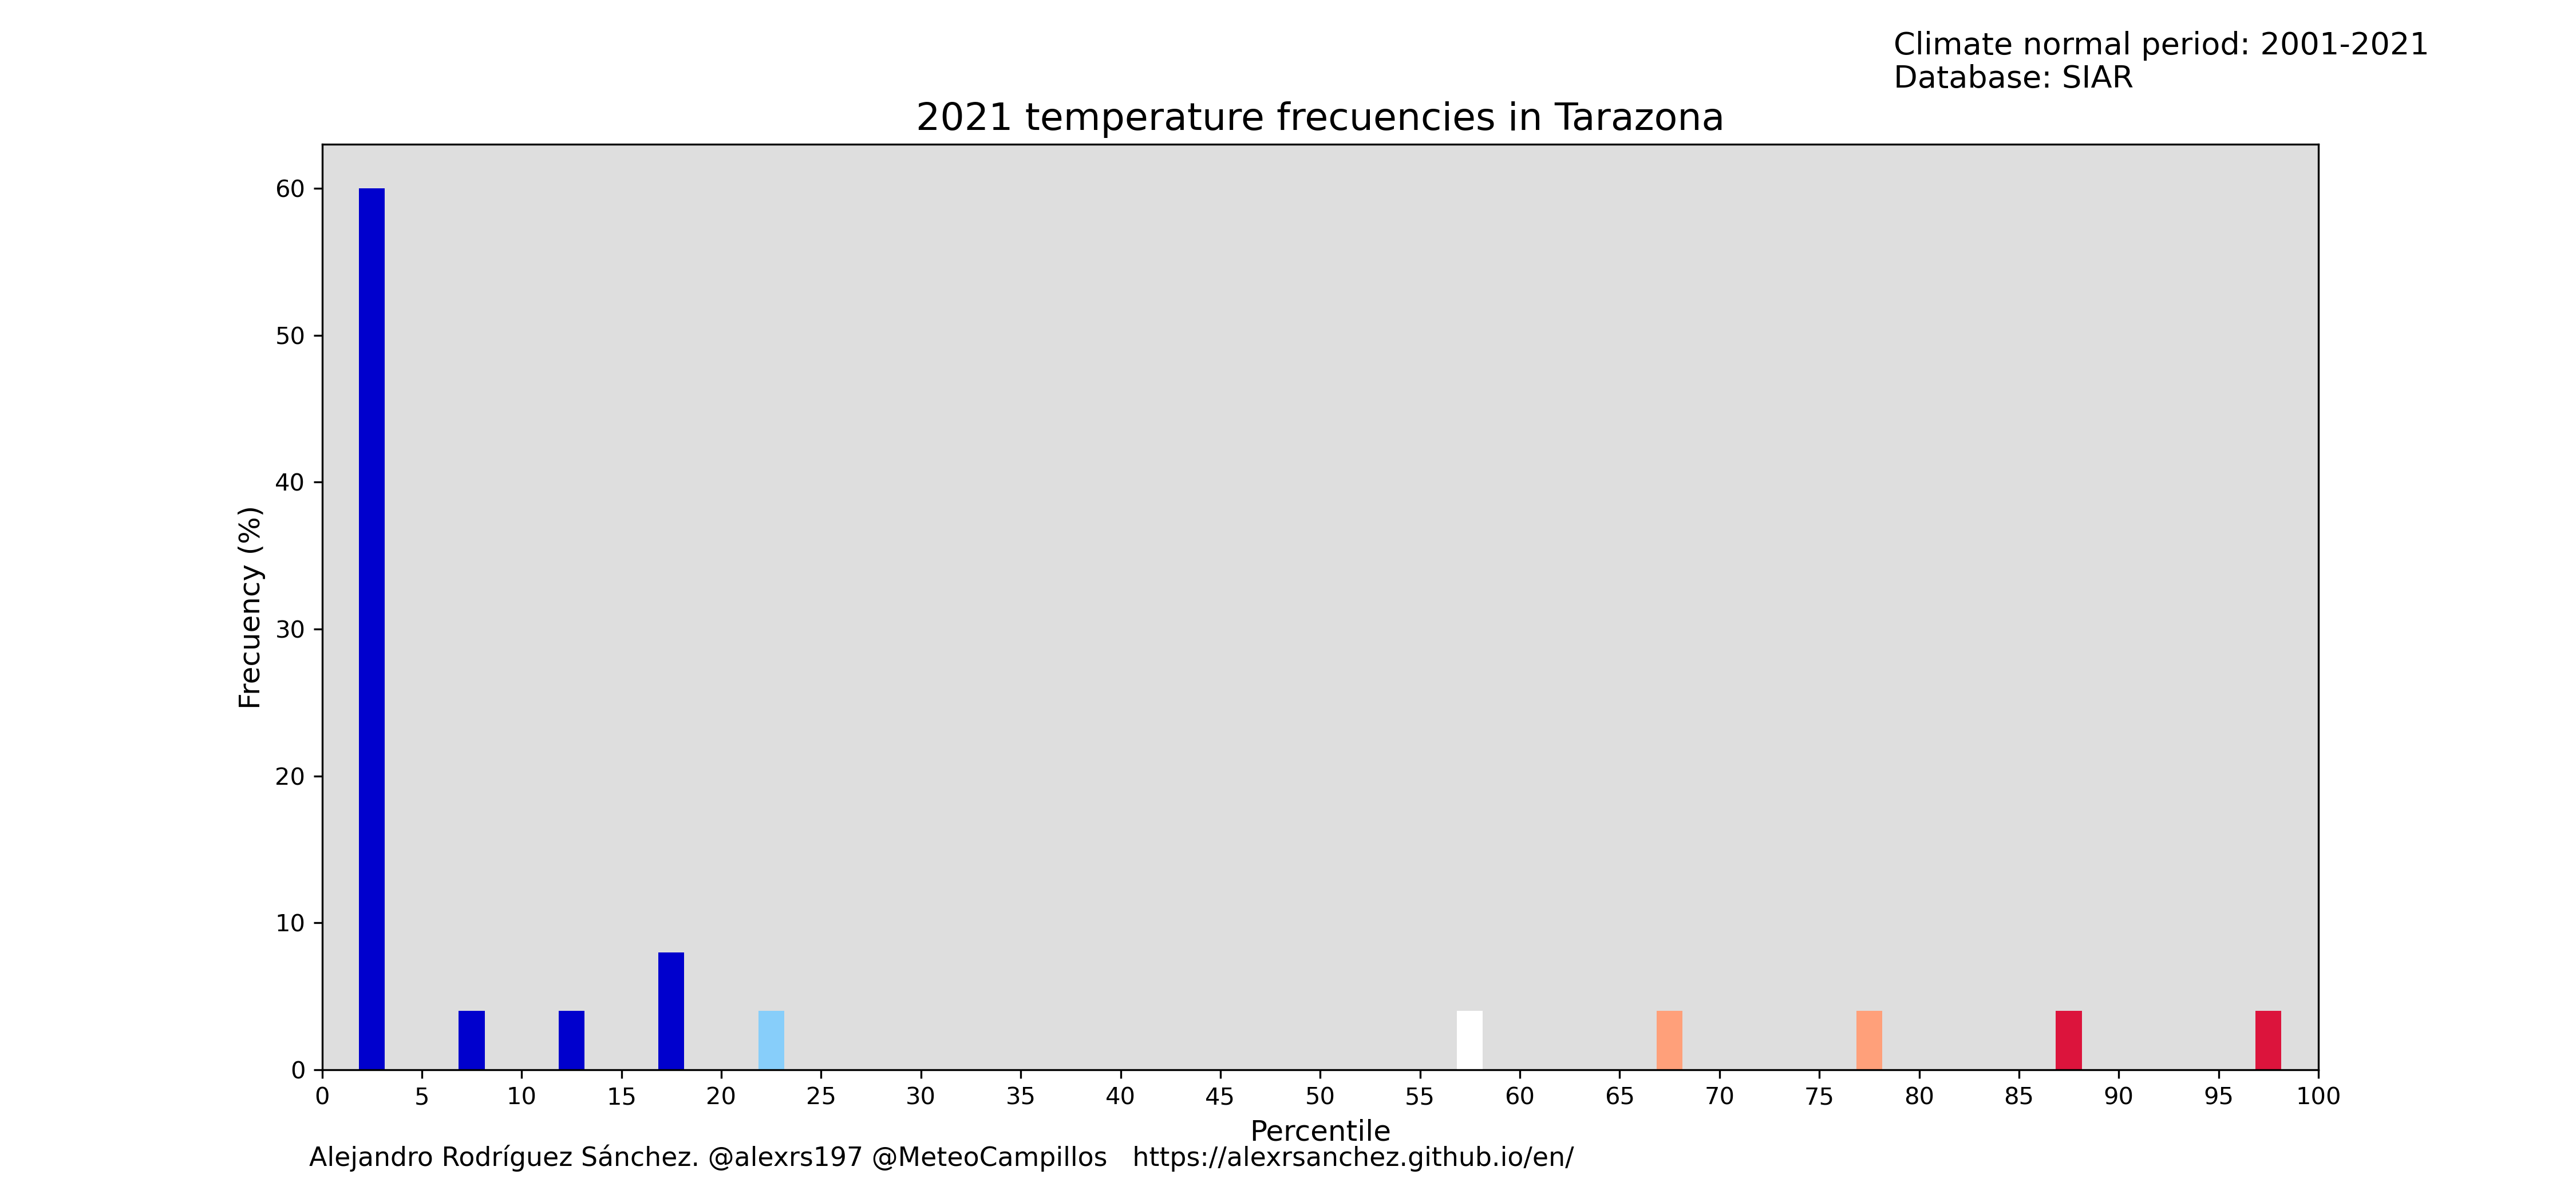 Climate normal period: 2001-2021
Database: SIAR
2021 temperature frecuencies in Tarazona
60
50
40
30
20
10
0
Frecuency (%)
0 5 10 15 20 25 30 35 40 45 50 55 60 65 70 75 80 85 90 95 100
Percentile
Alejandro Rodríguez Sánchez. @alexrs197 @MeteoCampillos https://alexrsanchez.github.io/en/